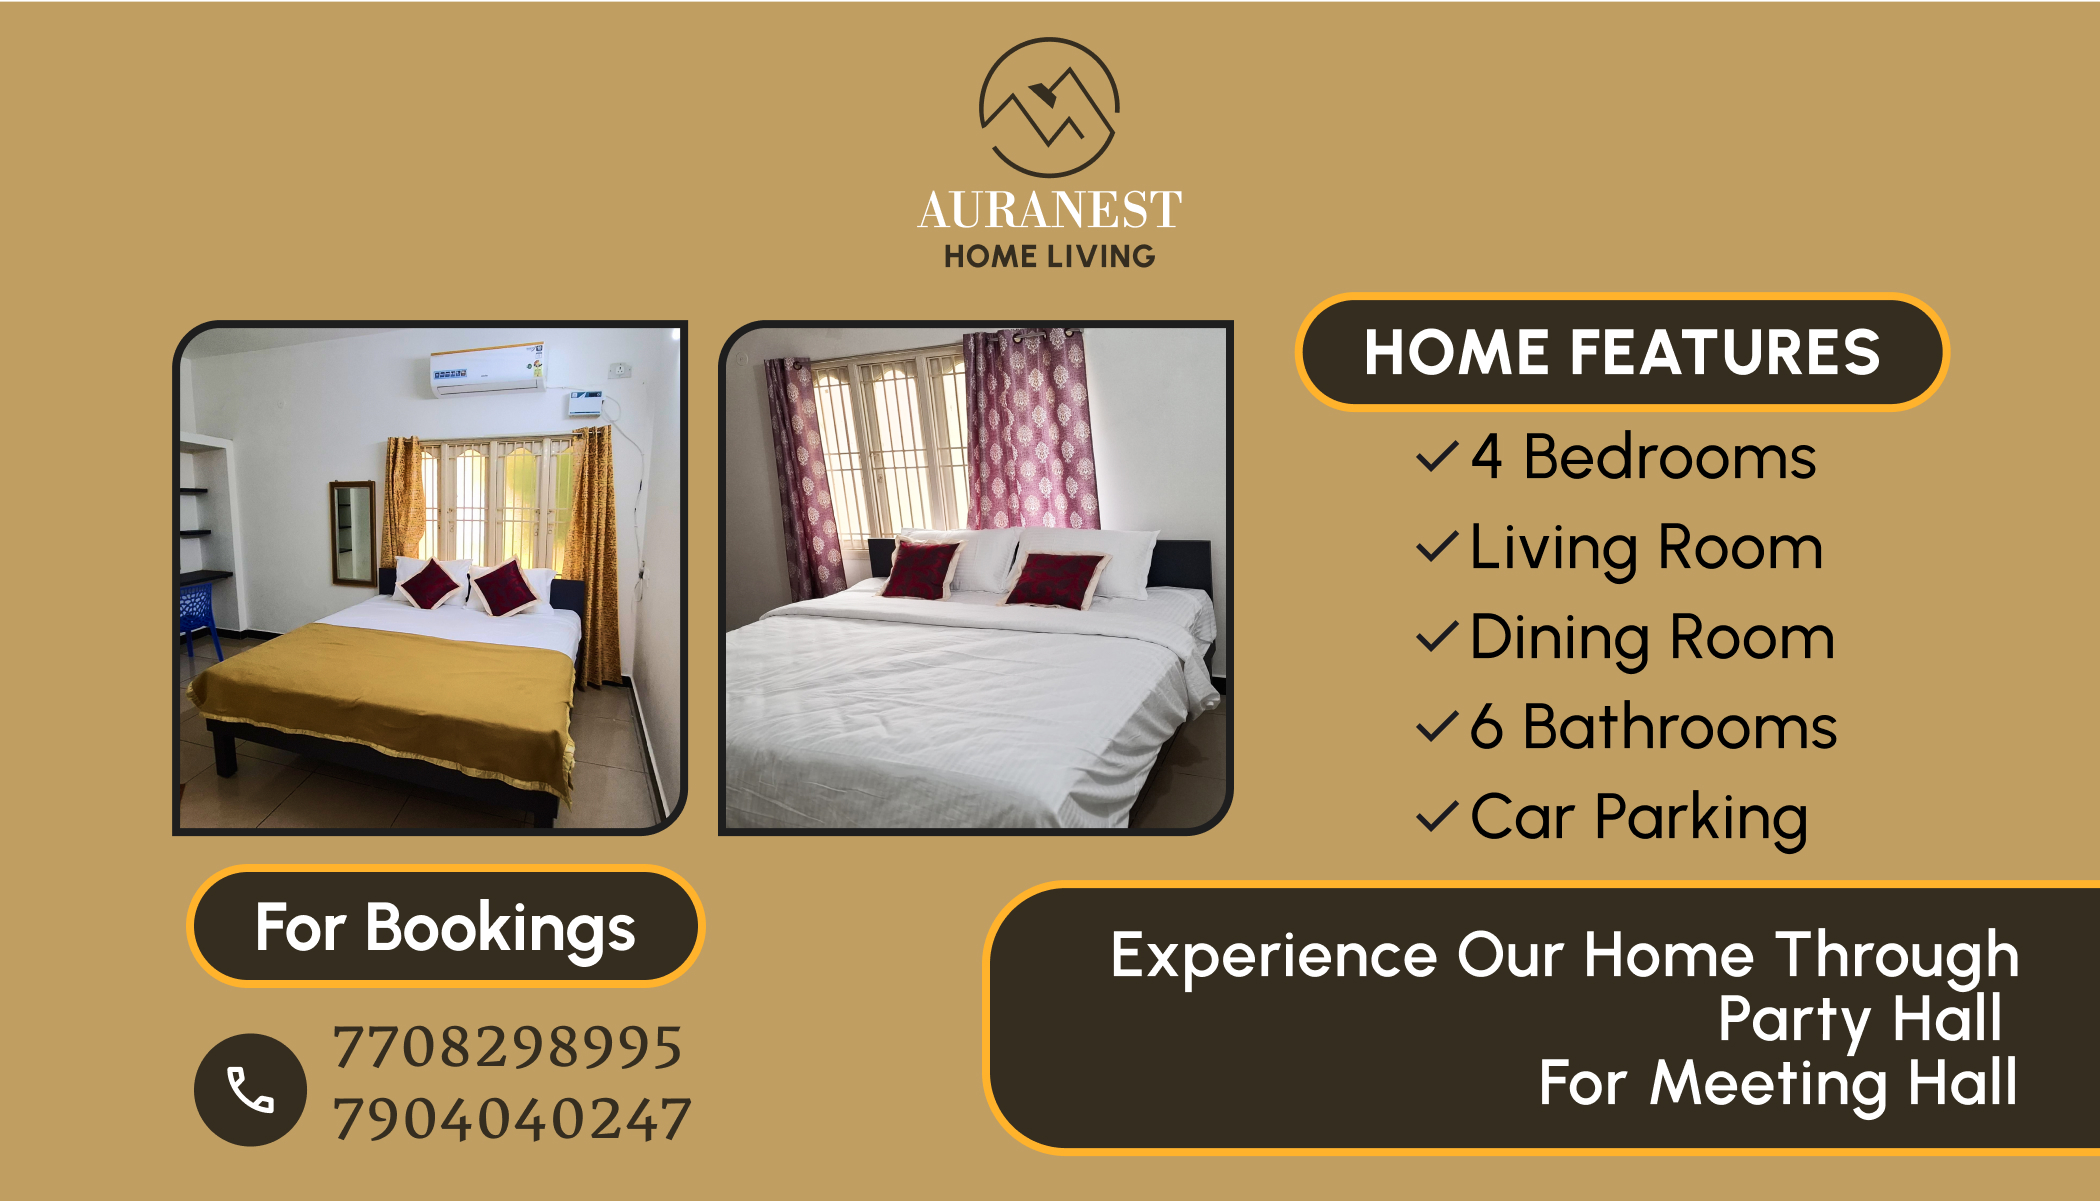 AURANEST
HOME LIVING
HOME FEATURES
4 Bedrooms
Living Room
Dining Room
6 Bathrooms
Car Parking
For Bookings
7708298995
7904040247
Experience Our Home Through
Party Hall
For Meeting Hall